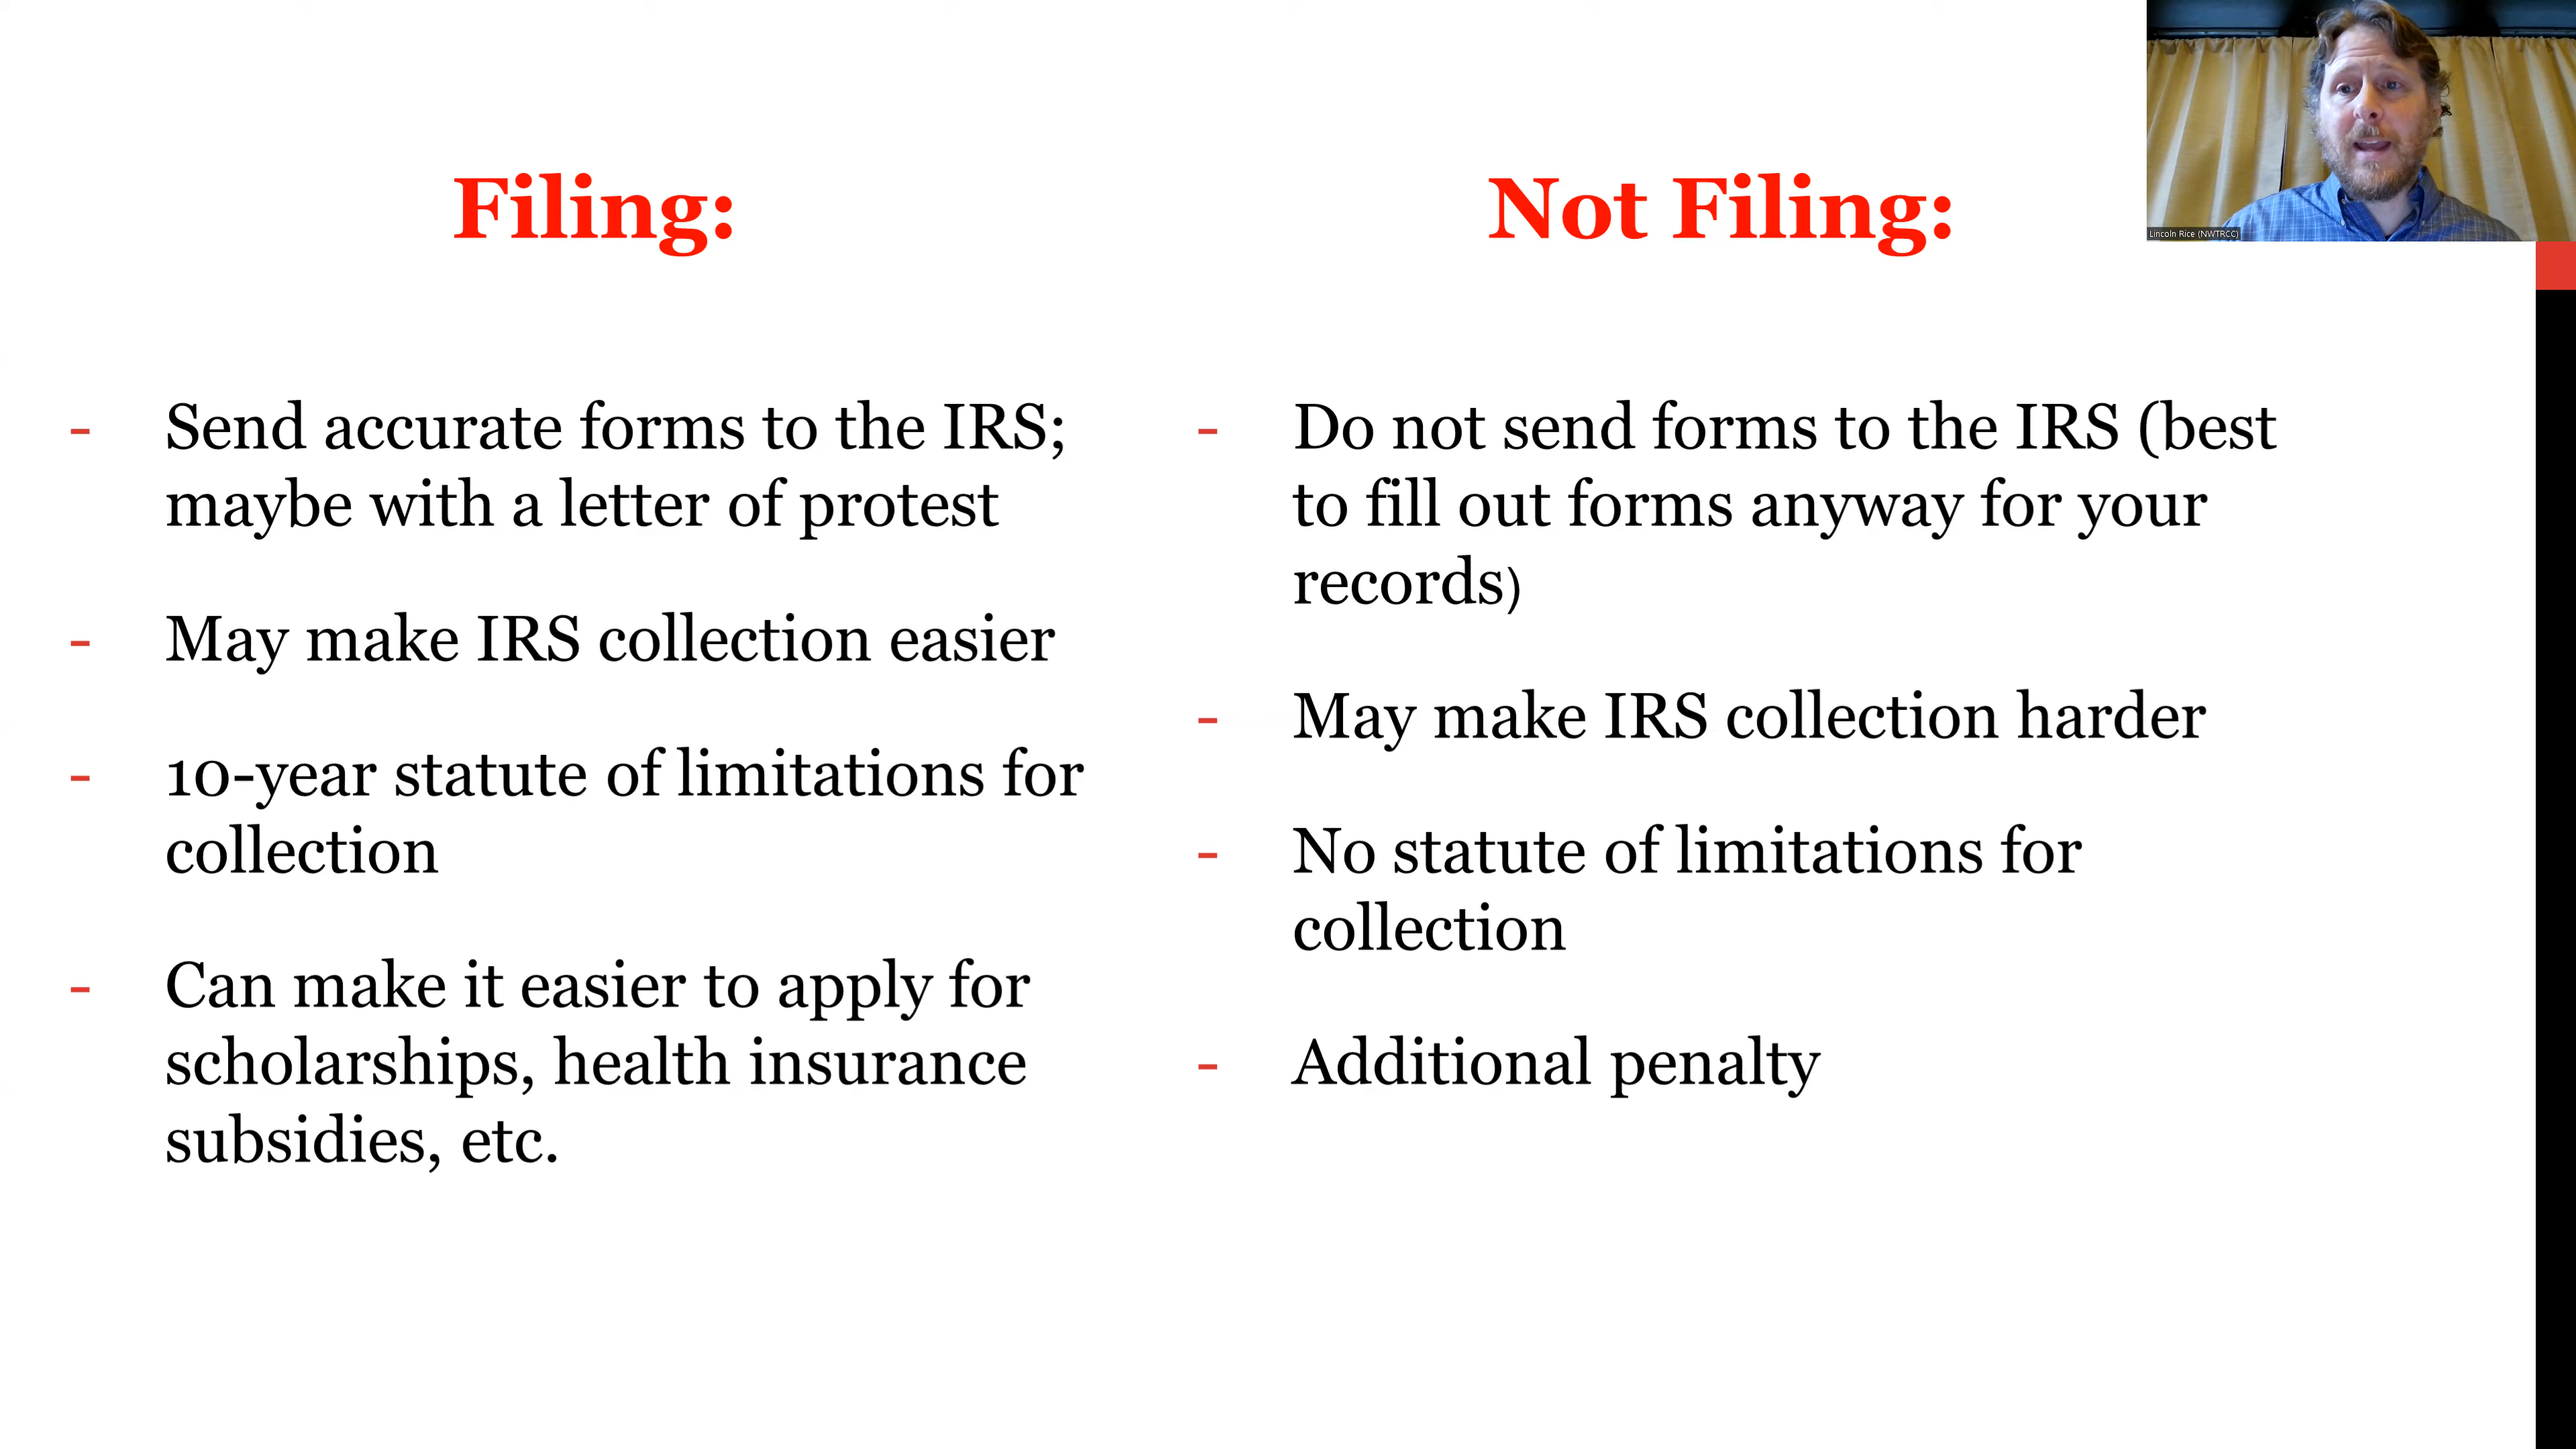 Filing:
- Send accurate forms to the IRS;
maybe with a letter of protest
- May make IRS collection easier
- 10-year statute of limitations for
collection
- Can make it easier to apply for
scholarships, health insurance
subsidies, etc.
Not Filing:
- Do not send forms to the IRS (best
to fill out forms anyway for your
records)
- May make IRS collection harder
- No statute of limitations for
collection
- Additional penalty
Lincoln Rice (NWTRCC)